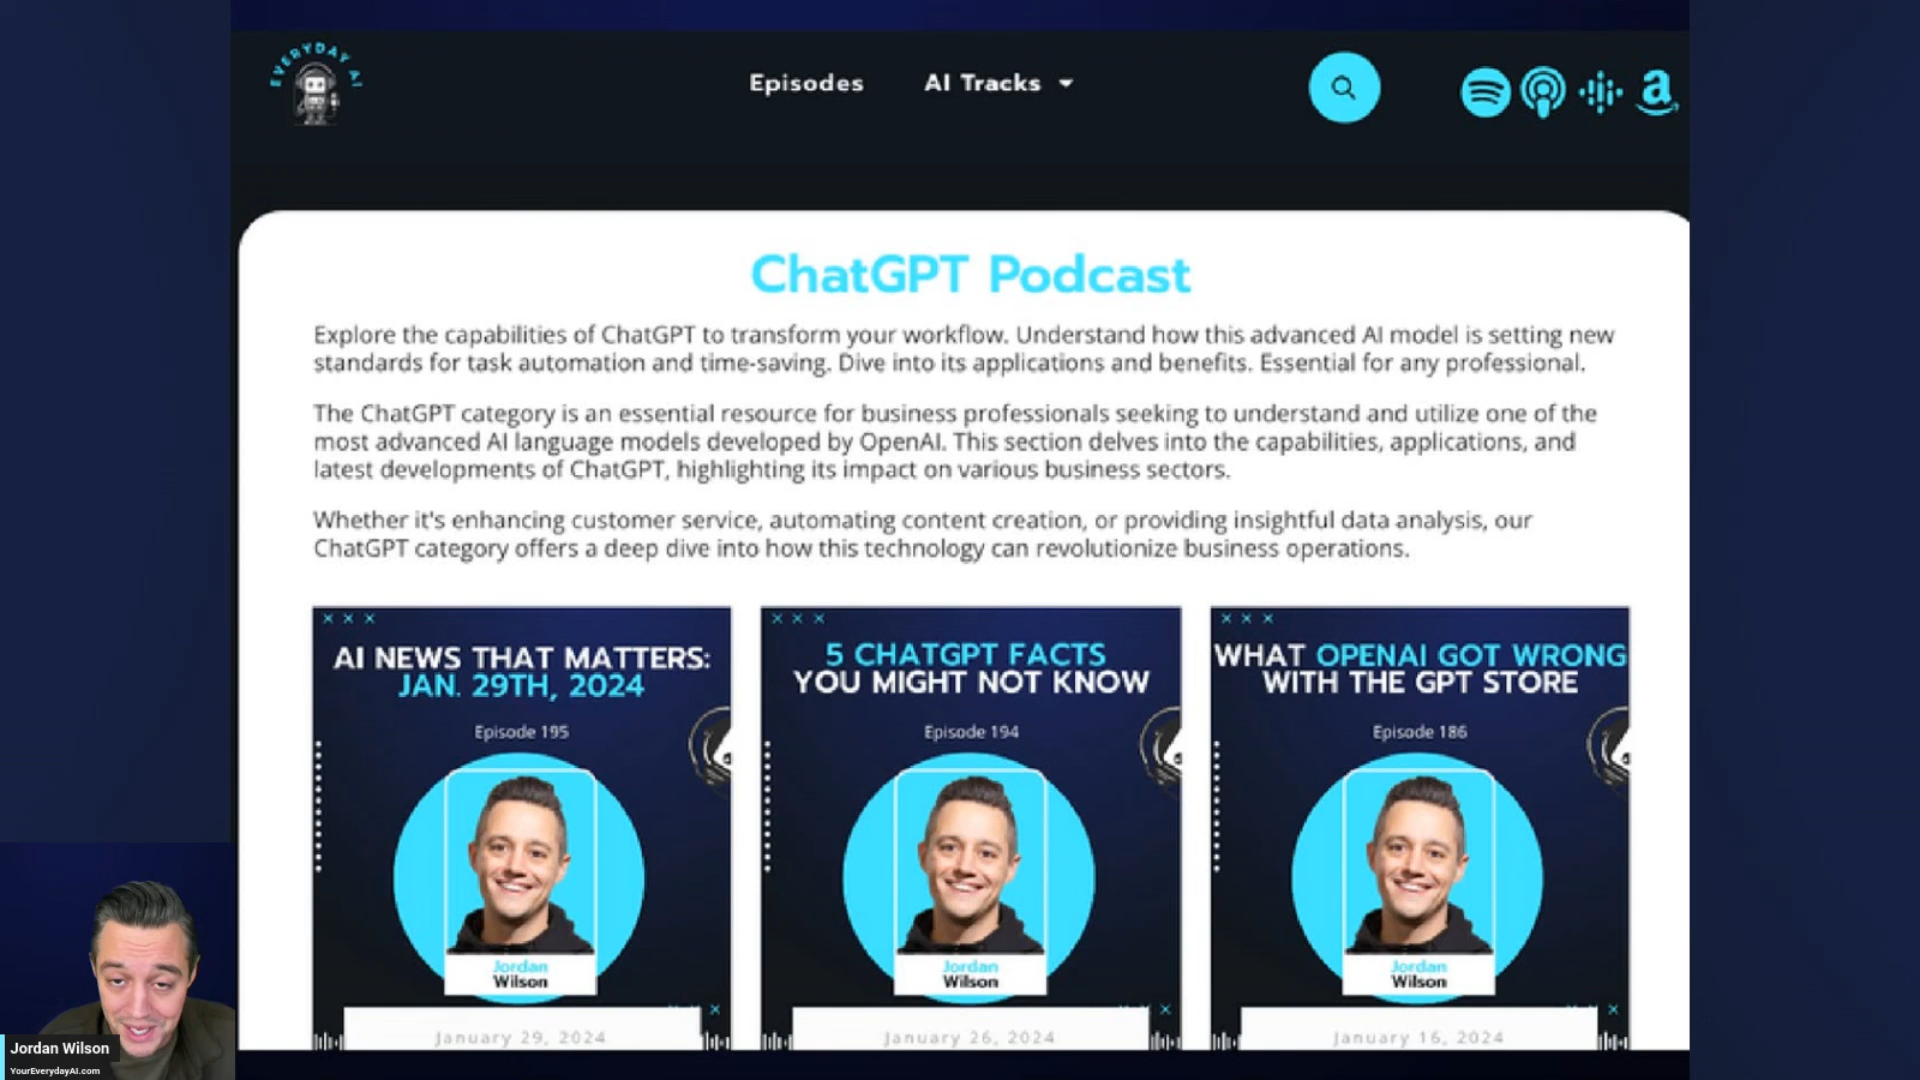 EVERYDAY AI
Episodes
AI Tracks
ChatGPT Podcast
Explore the capabilities of ChatGPT to transform your workflow. Understand how this advanced AI model is setting new
standards for task automation and time-saving. Dive into its applications and benefits. Essential for any professional.
The ChatGPT category is an essential resource for business professionals seeking to understand and utilize one of the
most advanced AI language models developed by OpenAI. This section delves into the capabilities, applications, and
latest developments of ChatGPT, highlighting its impact on various business sectors.
Whether it's enhancing customer service, automating content creation, or providing insightful data analysis, our
ChatGPT category offers a deep dive into how this technology can revolutionize business operations.
AI NEWS THAT MATTERS:
JAN. 29TH, 2024
Episode 195
Jordan
Wilson
January 29, 2024
5 CHATGPT FACTS
YOU MIGHT NOT KNOW
Episode 194
Jordan
Wilson
January 26, 2024
WHAT OPENAI GOT WRONG
WITH THE GPT STORE
Episode 186
Jordan
Wilson
January 16, 2024
Jordan Wilson
YourEverydayAI.com